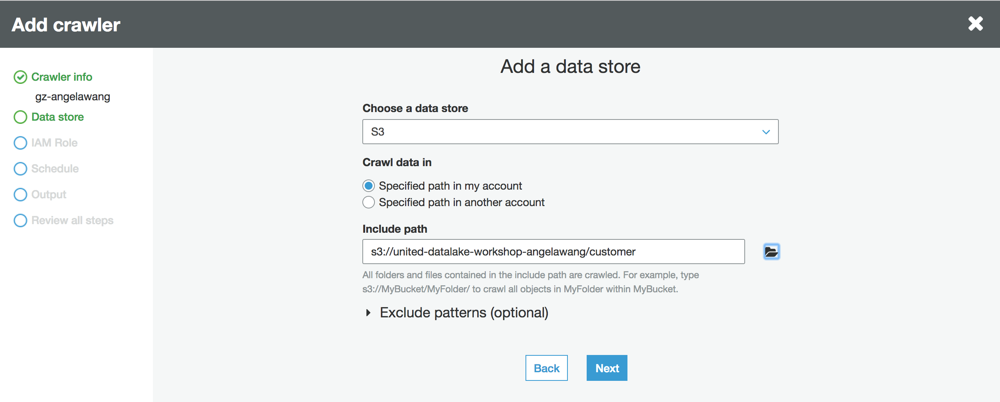 Add crawler
Crawler info
gz-angelawang
Data store
IAM Role
Schedule
Output
Review all steps
Add a data store
Choose a data store
S3
Crawl data in
Specified path in my account
Specified path in another account
Include path
s3://united-datalake-workshop-angelawang/customer
All folders and files contained in the include path are crawled. For example, type
s3://MyBucket/MyFolder/ to crawl all objects in MyFolder within MyBucket.
Exclude patterns (optional)
Back
Next